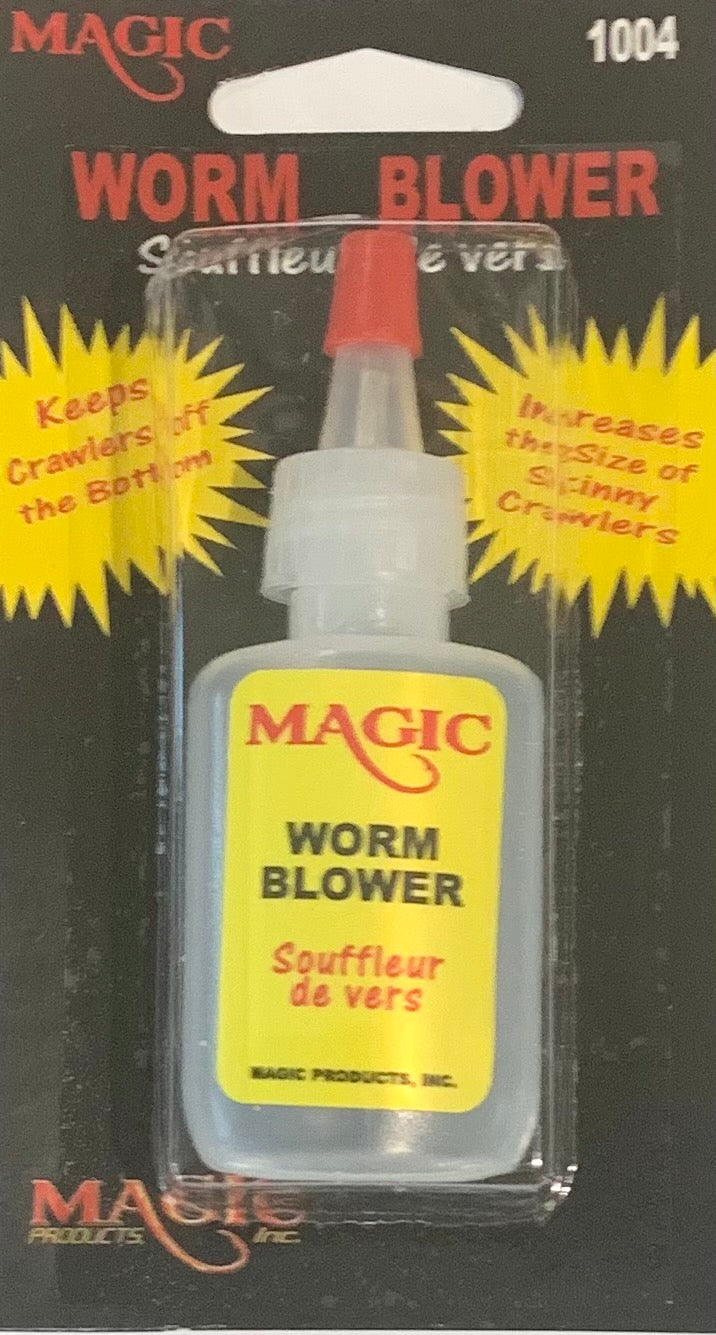 MAGIC
1004
WORM BLOWER
Souffleur de vers
Keeps
Crawlers off
the Bottom
Increases
the Size of
Skinny
Crawlers
MAGIC
WORM
BLOWER
Souffleur
de vers
MAGIC PRODUCTS, INC.
MAGIC
PRODUCTS, Inc.